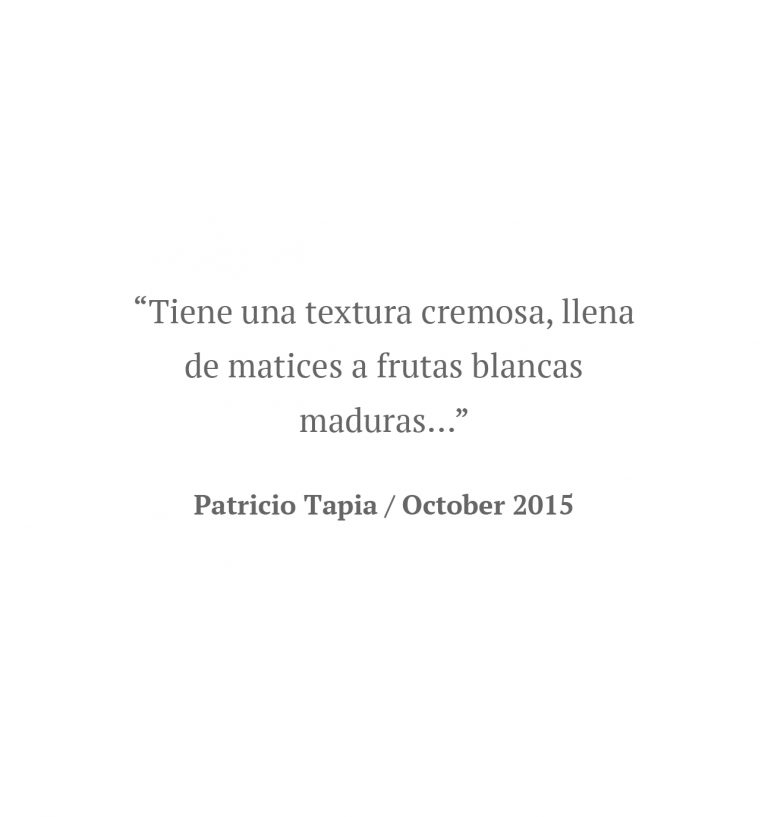 “Tiene una textura cremosa, llena
de matices a frutas blancas
maduras…”
Patricio Tapia / October 2015